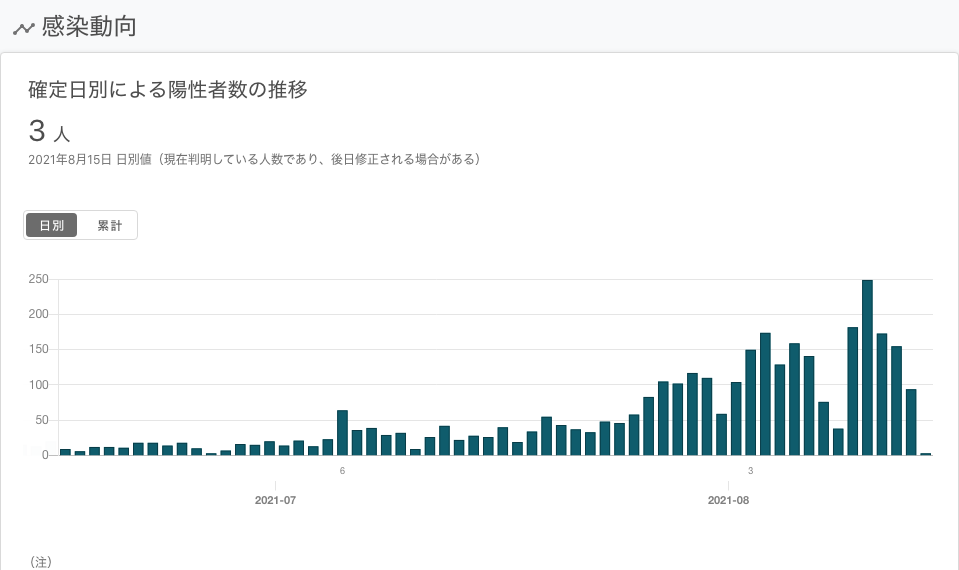 感染動向
確定日別による陽性者数の推移
3 人
2021年8月15日 日別値（現在判明している人数であり、後日修正される場合がある）
日別 累計
250
200
150
100
50
0
6 3
2021-07 2021-08
（注）